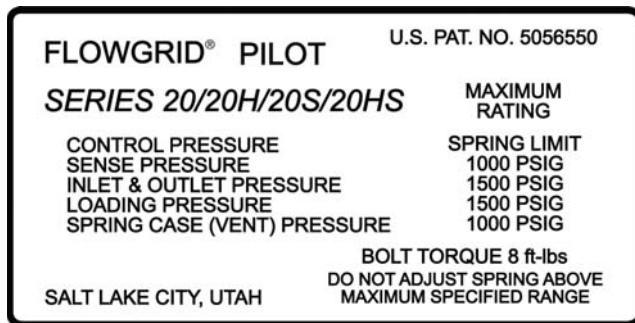 FLOWGRID® PILOT
U.S. PAT. NO. 5056550
SERIES 20/20H/20S/20HS
MAXIMUM
RATING
CONTROL PRESSURE SPRING LIMIT
SENSE PRESSURE 1000 PSIG
INLET & OUTLET PRESSURE 1500 PSIG
LOADING PRESSURE 1500 PSIG
SPRING CASE (VENT) PRESSURE 1000 PSIG
BOLT TORQUE 8 ft-lbs
DO NOT ADJUST SPRING ABOVE
MAXIMUM SPECIFIED RANGE
SALT LAKE CITY, UTAH